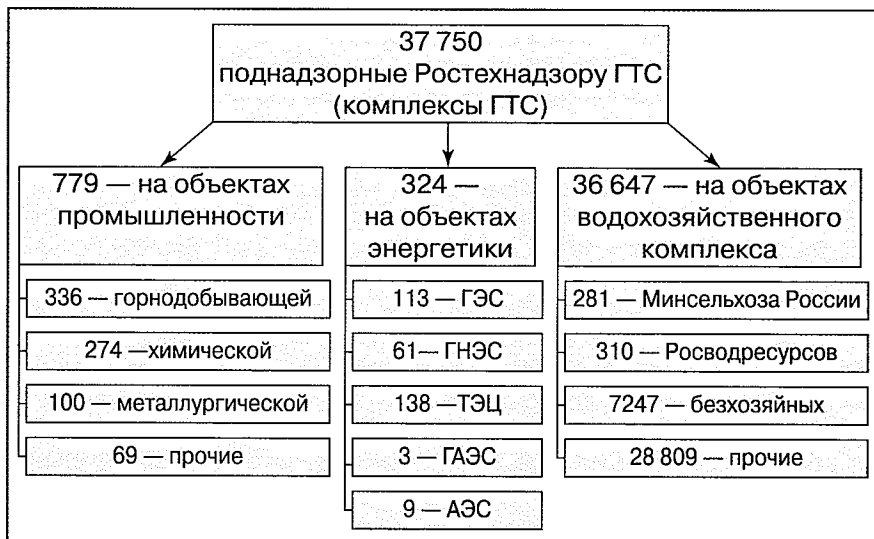 37 750
поднадзорные Ростехнадзору ГТС
(комплексы ГТС)
779 — на объектах
промышленности
336 — горнодобывающей
274 —химической
100 — металлургической
69 — прочие
324 —
на объектах
энергетики
113 — ГЭС
61— ГНЭС
138 —ТЭЦ
3 — ГАЭС
9 — АЭС
36 647 — на объектах
водохозяйственного
комплекса
281 — Минсельхоза России
310 — Росводресурсов
7247 — безхозяйных
28 809 — прочие